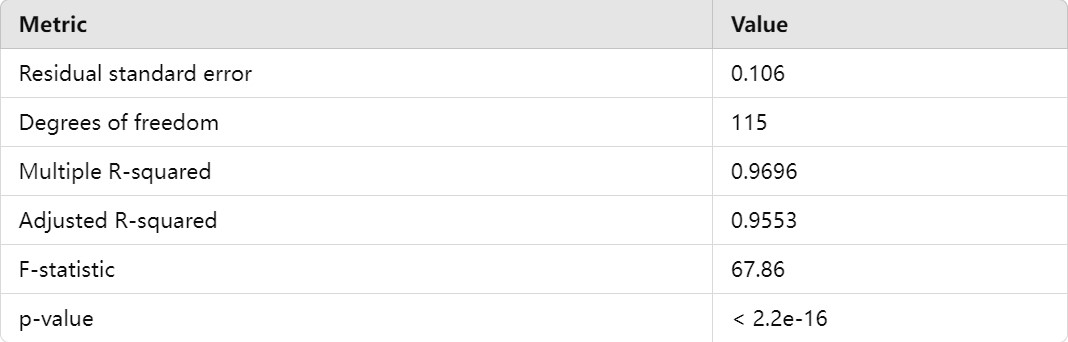 Metric Value
Residual standard error 0.106
Degrees of freedom 115
Multiple R-squared 0.9696
Adjusted R-squared 0.9553
F-statistic 67.86
p-value < 2.2e-16